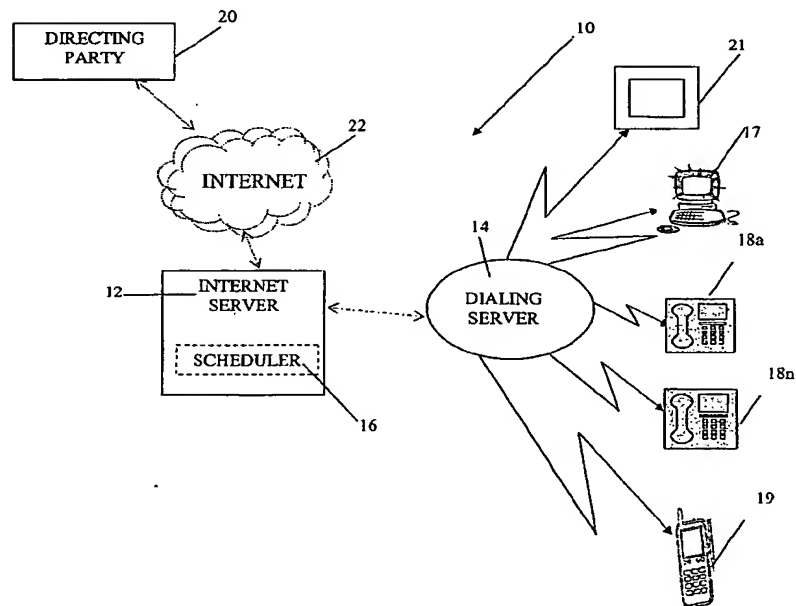 20
DIRECTING
PARTY
10
21
22
17
INTERNET
14
18a
12
INTERNET
SERVER
DIALING
SERVER
SCHEDULER
18n
16
19